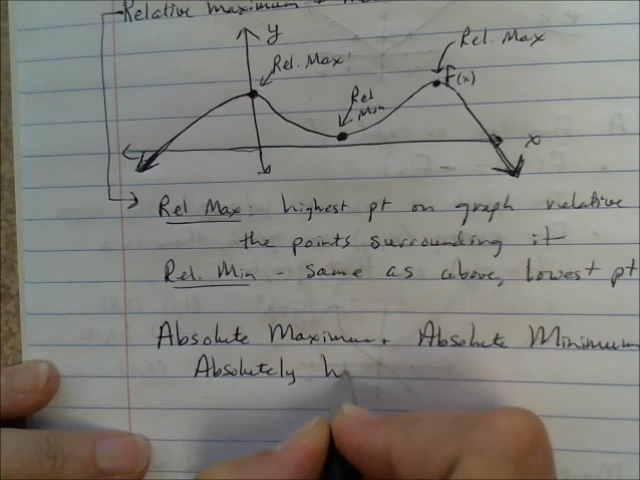 Relative Maximum +
y
Rel. Max
Rel. Max
f(x)
Rel
Min
x
Rel Max: highest pt on graph relative
the points surrounding it
Rel. Min - same as above, lowest pt
Absolute Maximum + Absolute Minimum
Absolutely h